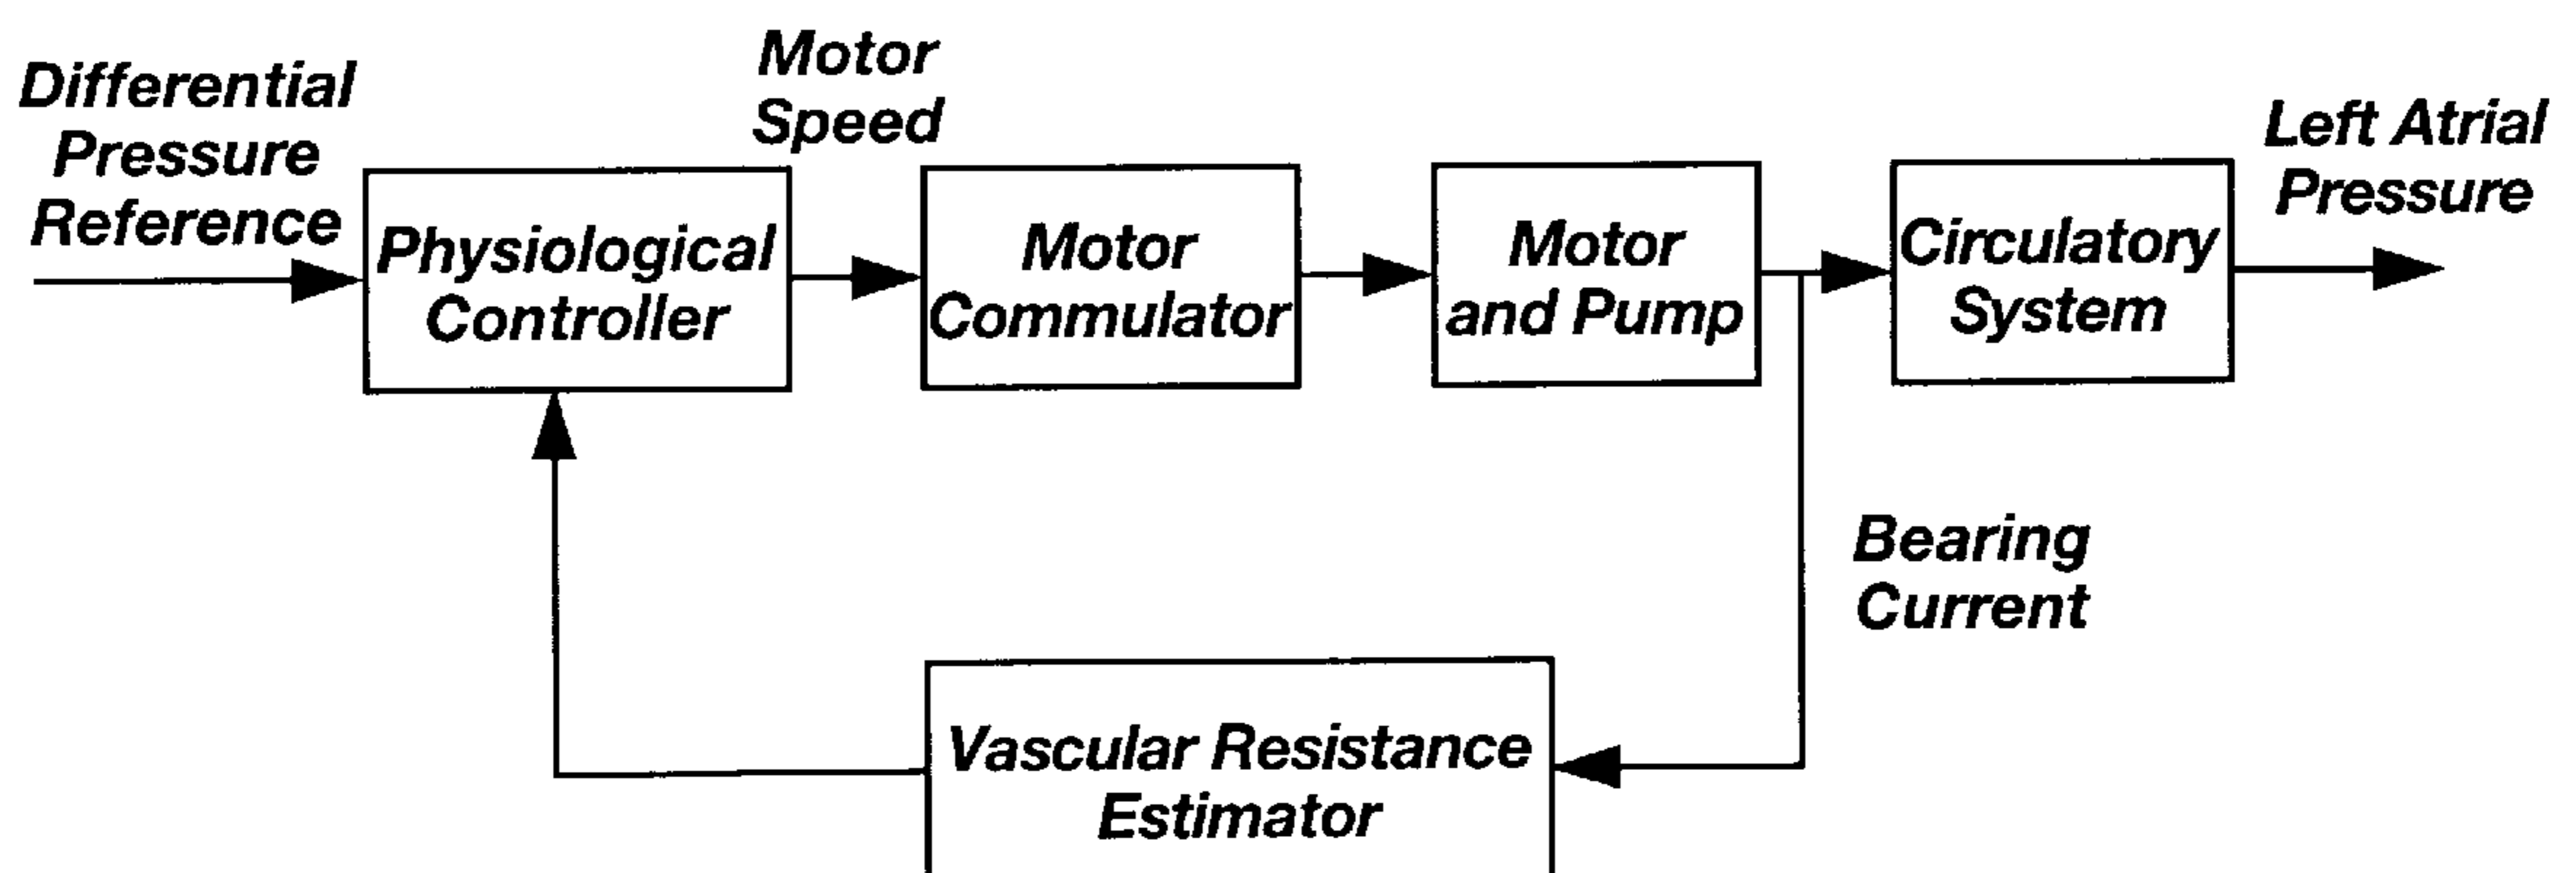 Differential
Pressure
Reference
Motor
Speed
Physiological
Controller
Motor
Commulator
Motor
and Pump
Circulatory
System
Left Atrial
Pressure
Bearing
Current
Vascular Resistance
Estimator